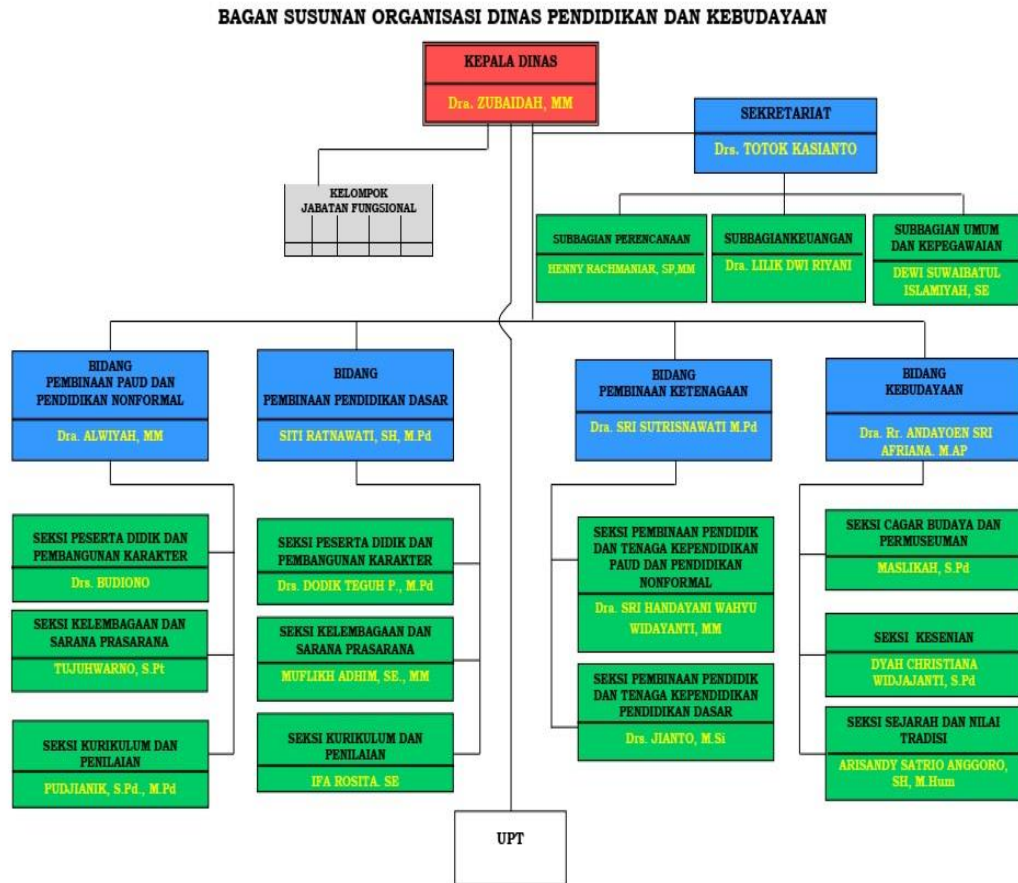 BAGAN SUSUNAN ORGANISASI DINAS PENDIDIKAN DAN KEBUDAYAAN
KEPALA DINAS
Dra. ZUBAIDAH, MM
SEKRETARIAT
Drs. TOTOK KASIANTO
KELOMPOK
JABATAN FUNGSIONAL
SUBBAGIAN PERENCANAAN
HENNY RACHMANIAR, SP,MM
SUBBAGIANKEUANGAN
Dra. LILIK DWI RIYANI
SUBBAGIAN UMUM
DAN KEPEGAWAIAN
DEWI SUWAIBATUL
ISLAMIYAH, SE
BIDANG
PEMBINAAN PAUD DAN
PENDIDIKAN NONFORMAL
Dra. ALWIYAH, MM
BIDANG
PEMBINAAN PENDIDIKAN DASAR
SITI RATNAWATI, SH, M.Pd
BIDANG
PEMBINAAN KETENAGAAN
Dra. SRI SUTRISNAWATI M.Pd
BIDANG
KEBUDAYAAN
Dra. Rr. ANDAYOEN SRI
AFRIANA. M.AP
SEKSI PESERTA DIDIK DAN
PEMBANGUNAN KARAKTER
Drs. BUDIONO
SEKSI KELEMBAGAAN DAN
SARANA PRASARANA
TUJUHWARNO, S.Pt
SEKSI KURIKULUM DAN
PENILAIAN
PUDJIANIK, S.Pd., M.Pd
SEKSI PESERTA DIDIK DAN
PEMBANGUNAN KARAKTER
Drs. DODIK TEGUH P., M.Pd
SEKSI KELEMBAGAAN DAN
SARANA PRASARANA
MUFLIKH ADHIM, SE., MM
SEKSI KURIKULUM DAN
PENILAIAN
IFA ROSITA. SE
SEKSI PEMBINAAN PENDIDIK
DAN TENAGA KEPENDIDIKAN
PAUD DAN PENDIDIKAN
NONFORMAL
Dra. SRI HANDAYANI WAHYU
WIDAYANTI, MM
SEKSI PEMBINAAN PENDIDIK
DAN TENAGA KEPENDIDIKAN
PENDIDIKAN DASAR
Drs. JIANTO, M.Si
SEKSI CAGAR BUDAYA DAN
PERMUSEUMAN
MASLIKAH, S.Pd
SEKSI KESENIAN
DYAH CHRISTIANA
WIDJAJANTI, S.Pd
SEKSI SEJARAH DAN NILAI
TRADISI
ARISANDY SATRIO ANGGORO,
SH, M.Hum
UPT